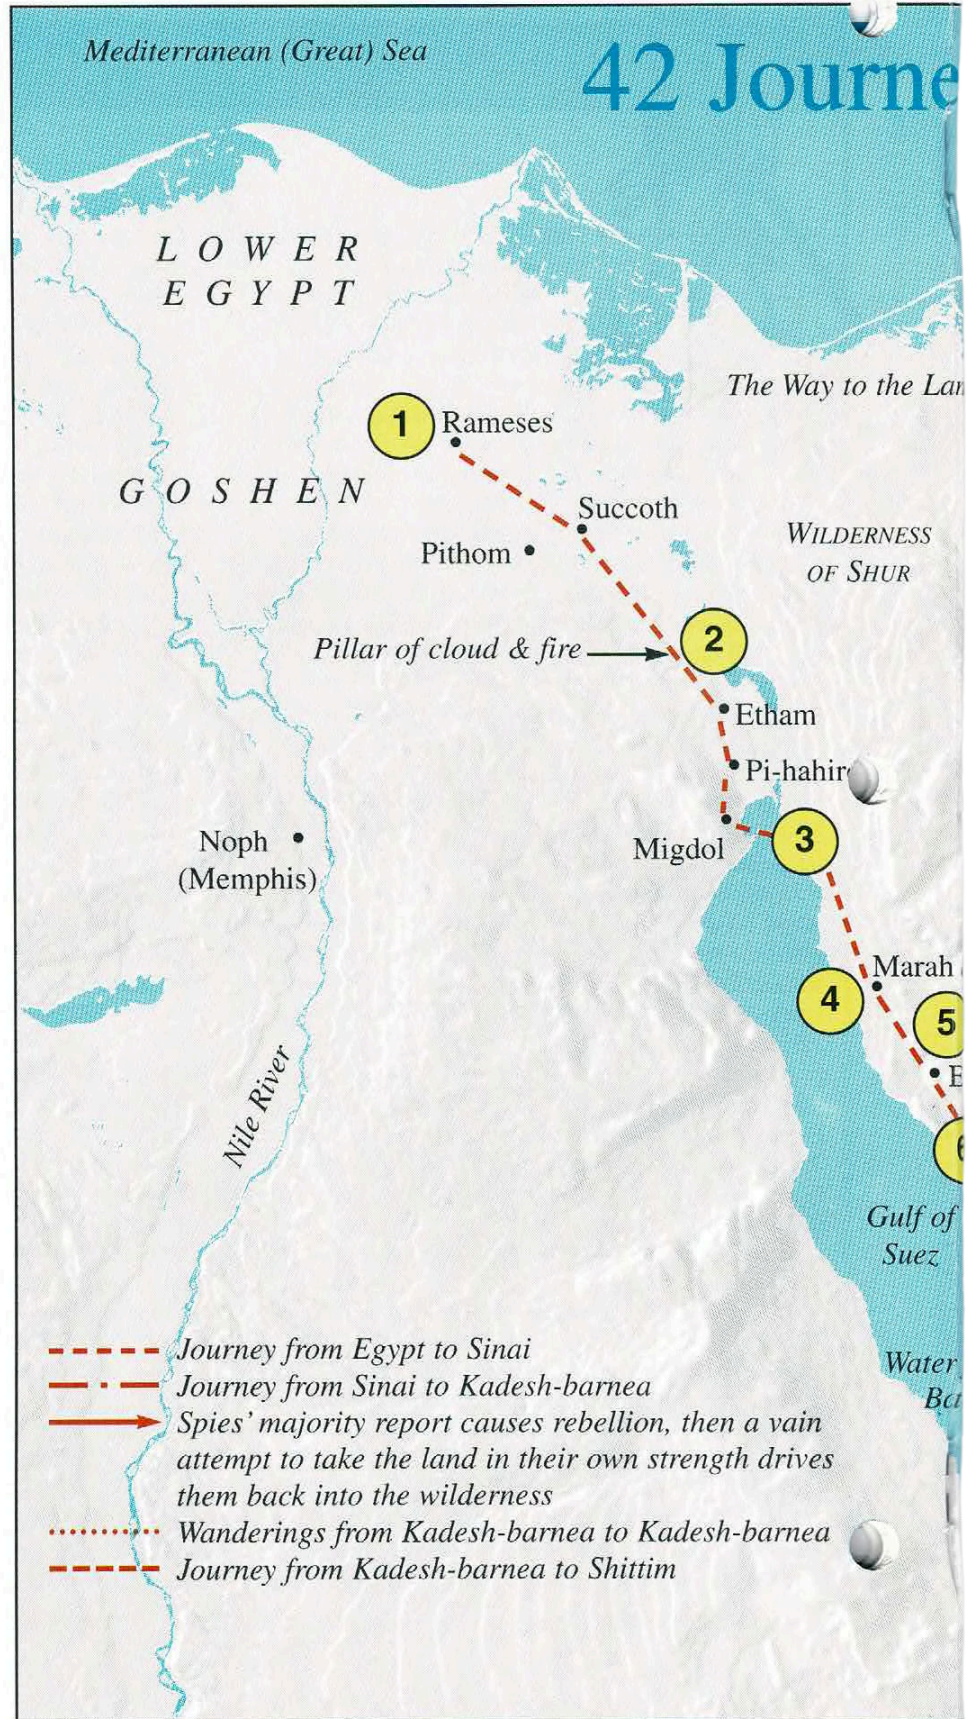 Mediterranean (Great) Sea
42 Journe
LOWER
EGYPT
The Way to the
1 Rameses
GOSHEN
Succoth
Pithom
WILDERNESS
OF SHUR
2
Pillar of cloud & fire
Etham
Pi-hahir
3
Migdol
Noph
(Memphis)
Marah
4
5
E
6
Nile River
Gulf of
Suez
Water
Journey from Egypt to Sinai
Journey from Sinai to Kadesh-barnea
Spies' majority report causes rebellion, then a vain
attempt to take the land in their own strength drives
them back into the wilderness
Wanderings from Kadesh-barnea to Kadesh-barnea
Journey from Kadesh-barnea to Shittim